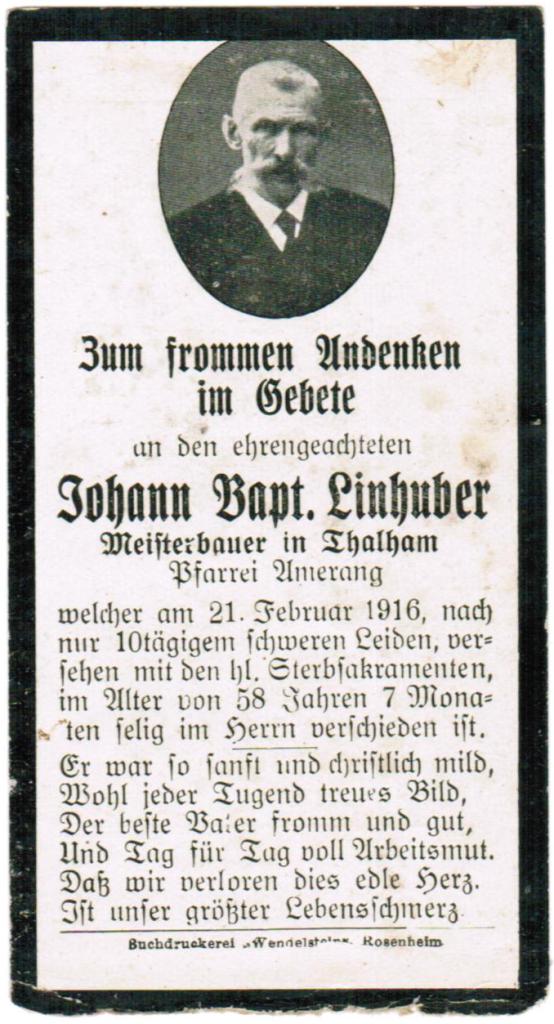 Zum frommen Andenken
im Gebete
an den ehrengeachteten
Johann Bapt. Linhuber
Meisterbauer in Thalham
Pfarrei Amerang
welcher am 21. Februar 1916, nach
nur 10tägigem schweren Leiden, ver-
sehen mit den hl. Sterbsakramenten,
im Alter von 58 Jahren 7 Mona-
ten selig im Herrn verschieden ist.
Er war so sanft und christlich mild,
Wohl jeder Tugend treues Bild,
Der beste Vater fromm und gut,
Und Tag für Tag voll Arbeitsmut.
Daß wir verloren dies edle Herz.
Ist unser größter Lebensschmerz.
Buchdruckerei „Wendelstein“, Rosenheim.